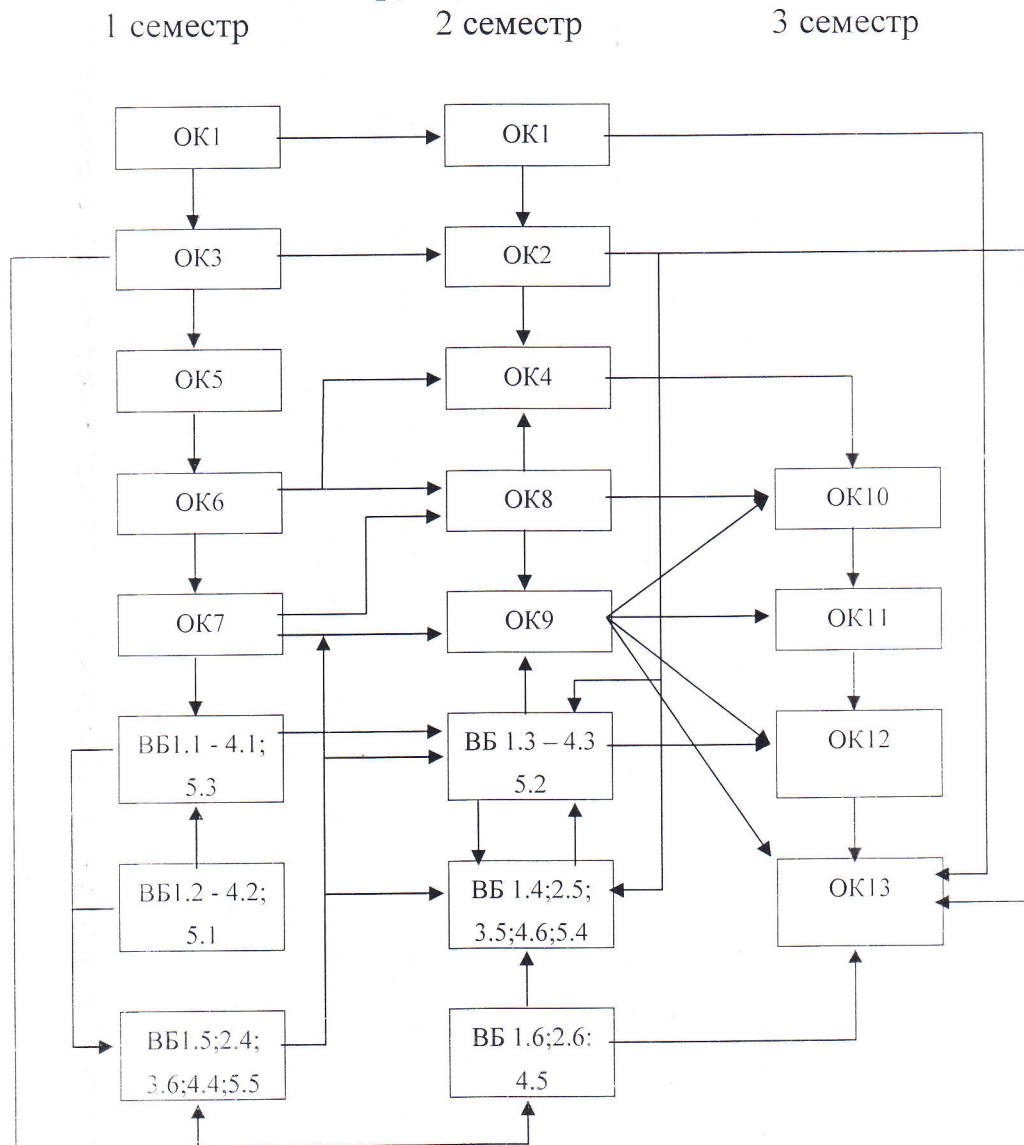 1 семестр
2 семестр
3 семестр
ОК1
ОК1
ОК3
ОК2
ОК5
ОК4
ОК6
ОК8
ОК10
ОК7
ОК9
ОК11
ВБ1.1 - 4.1;
5.3
ВБ 1.3 – 4.3
5.2
ОК12
ВБ1.2 - 4.2;
5.1
ВБ 1.4;2.5;
3.5;4.6;5.4
ОК13
ВБ1.5;2.4;
3.6;4.4;5.5
ВБ 1.6;2.6:
4.5